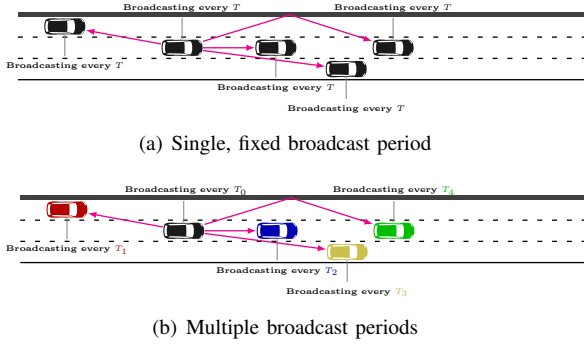 Broadcasting every T Broadcasting every T
Broadcasting every T
Broadcasting every T
Broadcasting every T
(a) Single, fixed broadcast period
Broadcasting every T₀ Broadcasting every T₄
Broadcasting every T₁
Broadcasting every T₂
Broadcasting every T₃
(b) Multiple broadcast periods